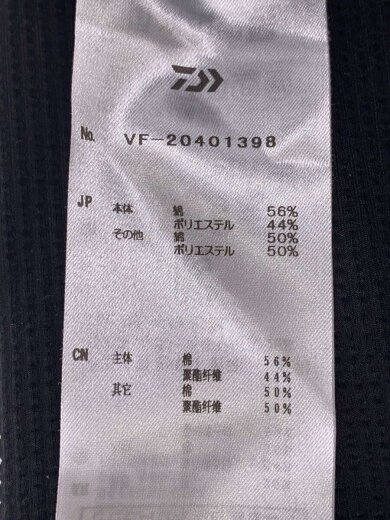 No. VF-20401398
JP 本体 綿 56%
ポリエステル 44%
その他 綿 50%
ポリエステル 50%
CN 主体 棉 56%
聚酯纤维 44%
其它 棉 50%
聚酯纤维 50%